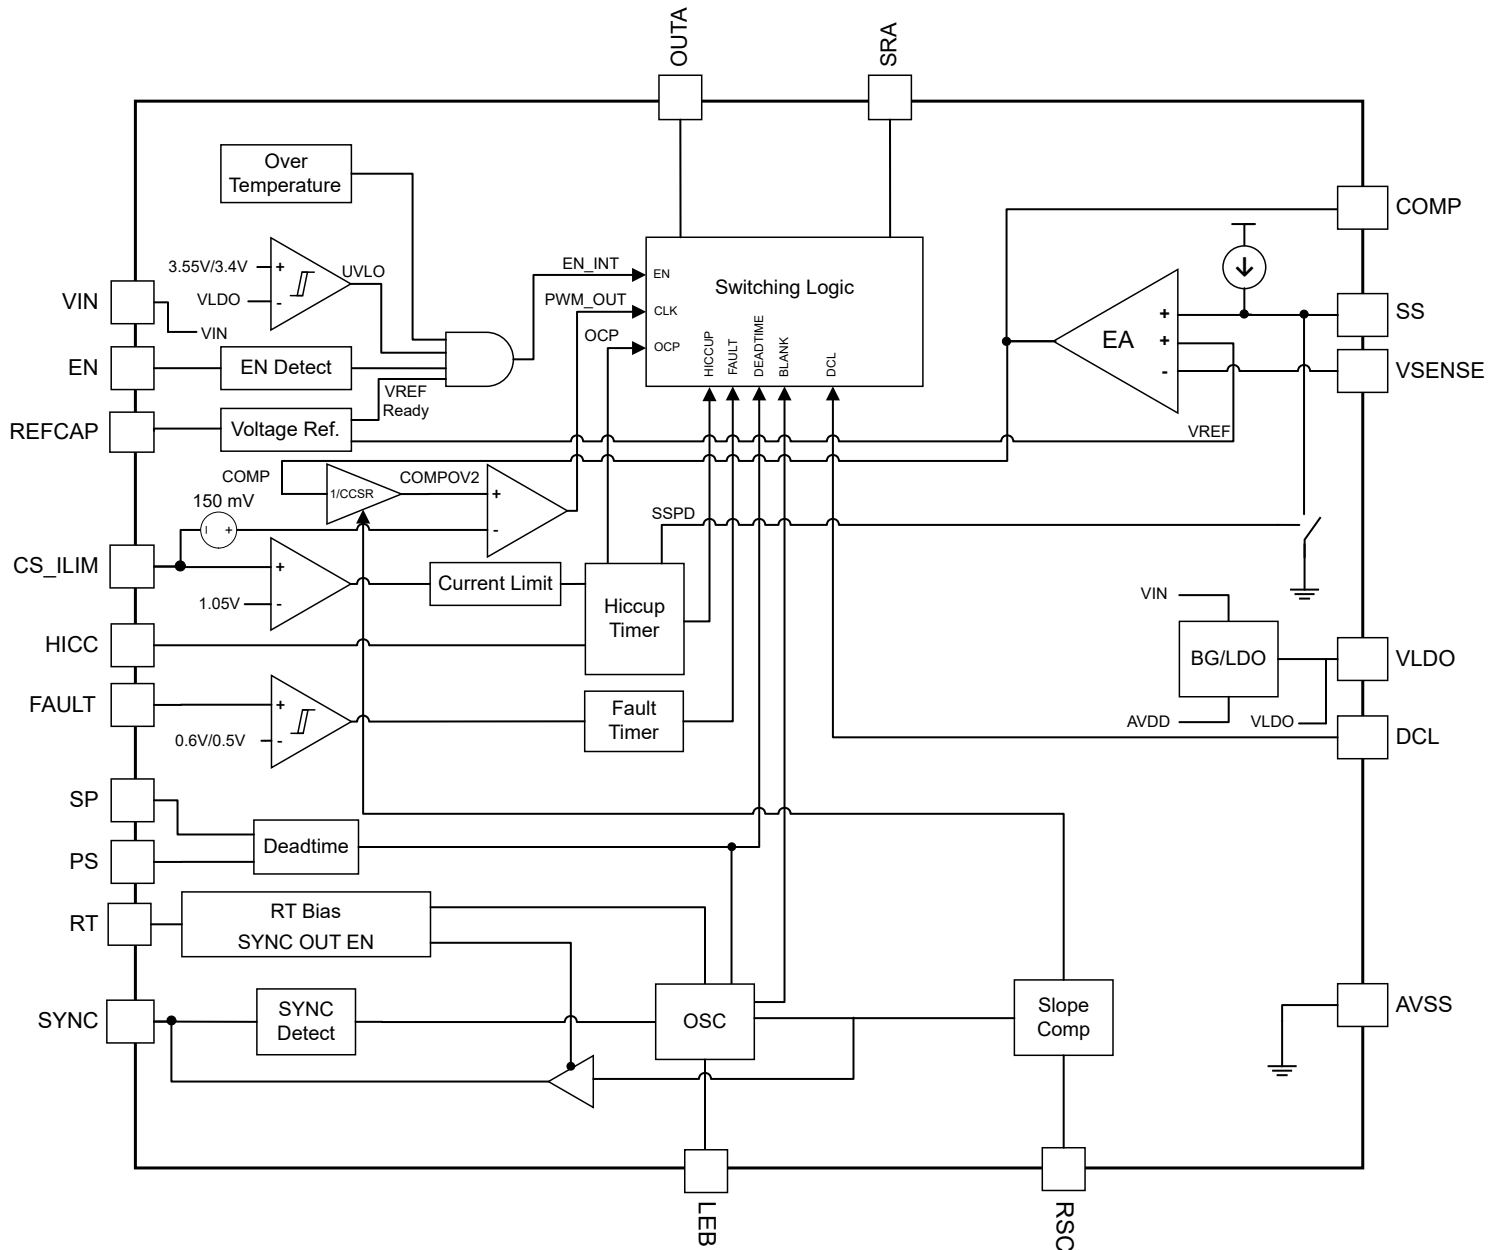 OUTA
SRA
Over
Temperature
COMP
3.55V/3.4V
+
UVLO
VLDO
-
EN_INT
EN
Switching Logic
VIN
VIN
PWM_OUT
CLK
SS
EA
+
+
-
OCP
OCP
HICCUP
FAULT
DEADTIME
BLANK
DCL
EN
EN Detect
VSENSE
VREF
Ready
REFCAP
Voltage Ref.
VREF
COMP
1/CCSR
COMPOV2
+
-
150 mV
+
SSPD
CS_ILIM
+
1.05V
-
Current Limit
Hiccup
Timer
VIN
HICC
BG/LDO
VLDO
FAULT
+
0.6V/0.5V
-
Fault
Timer
AVDD
VLDO
DCL
SP
Deadtime
PS
RT
RT Bias
SYNC OUT EN
SYNC
SYNC
Detect
OSC
Slope
Comp
AVSS
LEB
RSC